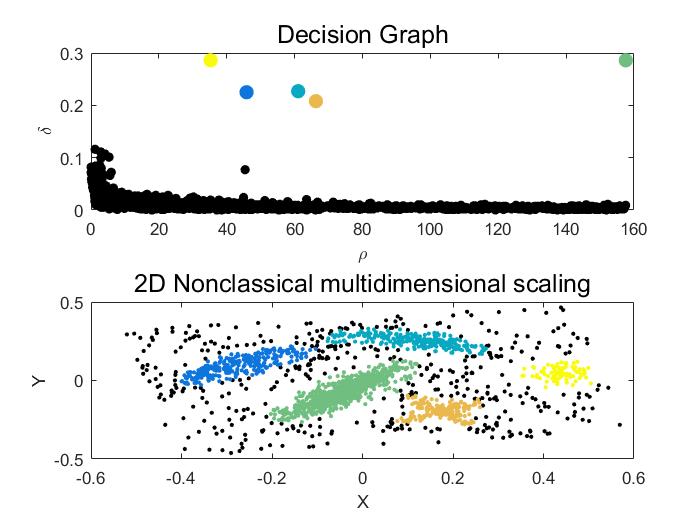 Decision Graph
0.3
0.2
0.1
0
δ
0 20 40 60 80 100 120 140 160
ρ
2D Nonclassical multidimensional scaling
0.5
0
-0.5
Y
-0.6 -0.4 -0.2 0 0.2 0.4 0.6
X